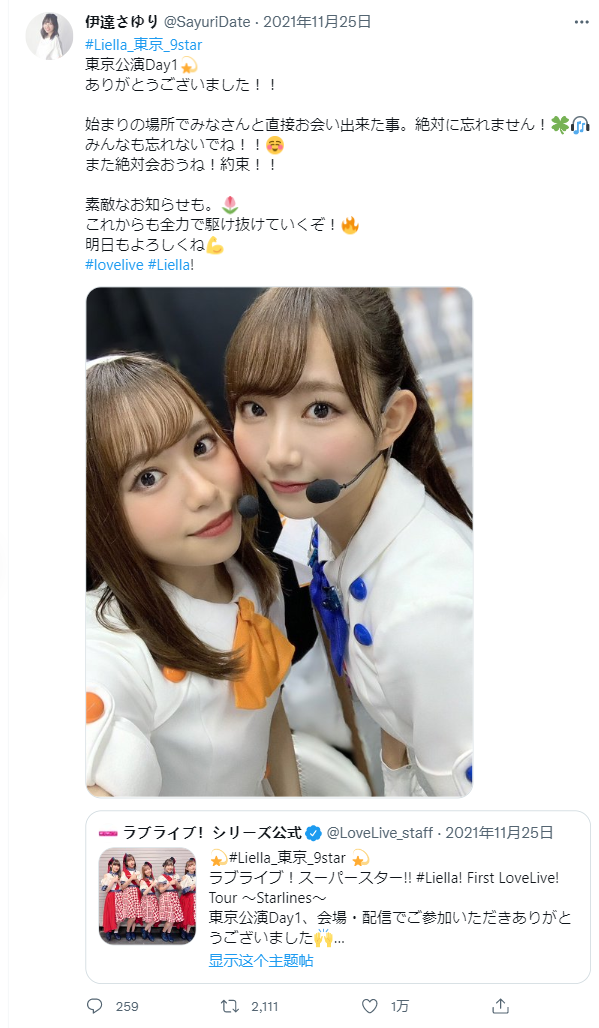 伊達さゆり @SayuriDate · 2021年11月25日
#Liella_東京_9star
東京公演Day1💫
ありがとうございました！！
始まりの場所でみなさんと直接お会い出来た事。絶対に忘れません！🍀🎧
みんなも忘れないでね！！☺️
また絶対会おうね！約束！！
素敵なお知らせも。🌷
これからも全力で駆け抜けていくぞ！🔥
明日もよろしくね💪
#lovelive #Liella!
ラブライブ！シリーズ公式 @LoveLive_staff · 2021年11月25日
💫#Liella_東京_9star 💫
ラブライブ！スーパースター!! #Liella! First LoveLive!
Tour ～Starlines～
東京公演Day1、会場・配信でご参加いただきありがと
うございました🙌...
显示这个主题帖
259
2,111
1万